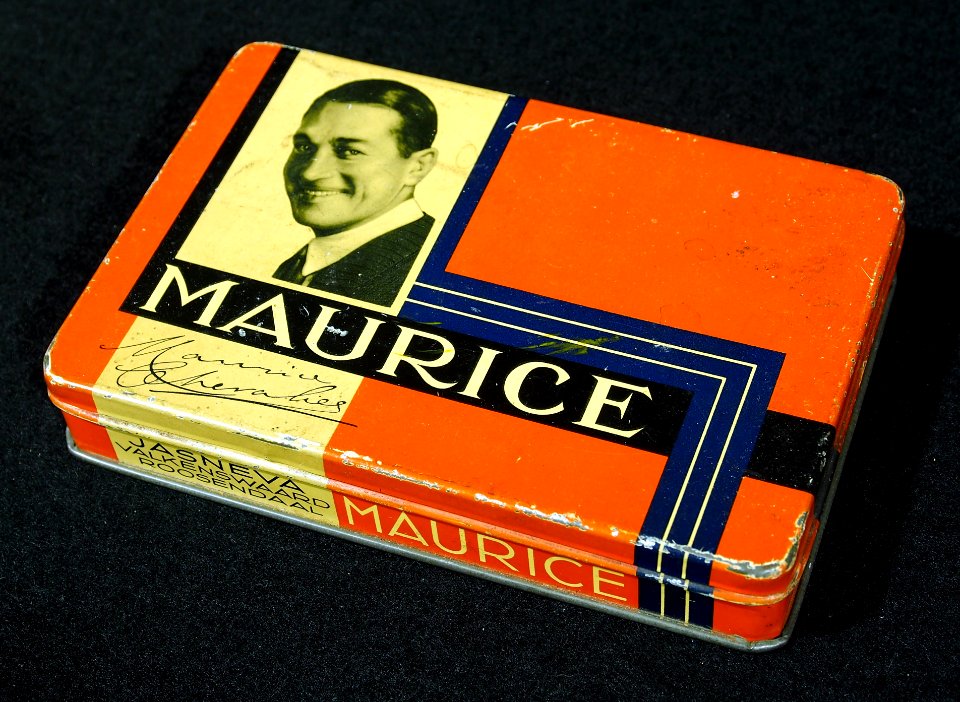 MAURICE
Maurice
Chevalier
JASNEVA
VALKENSWAARD
ROOSENDAAL
MAURICE